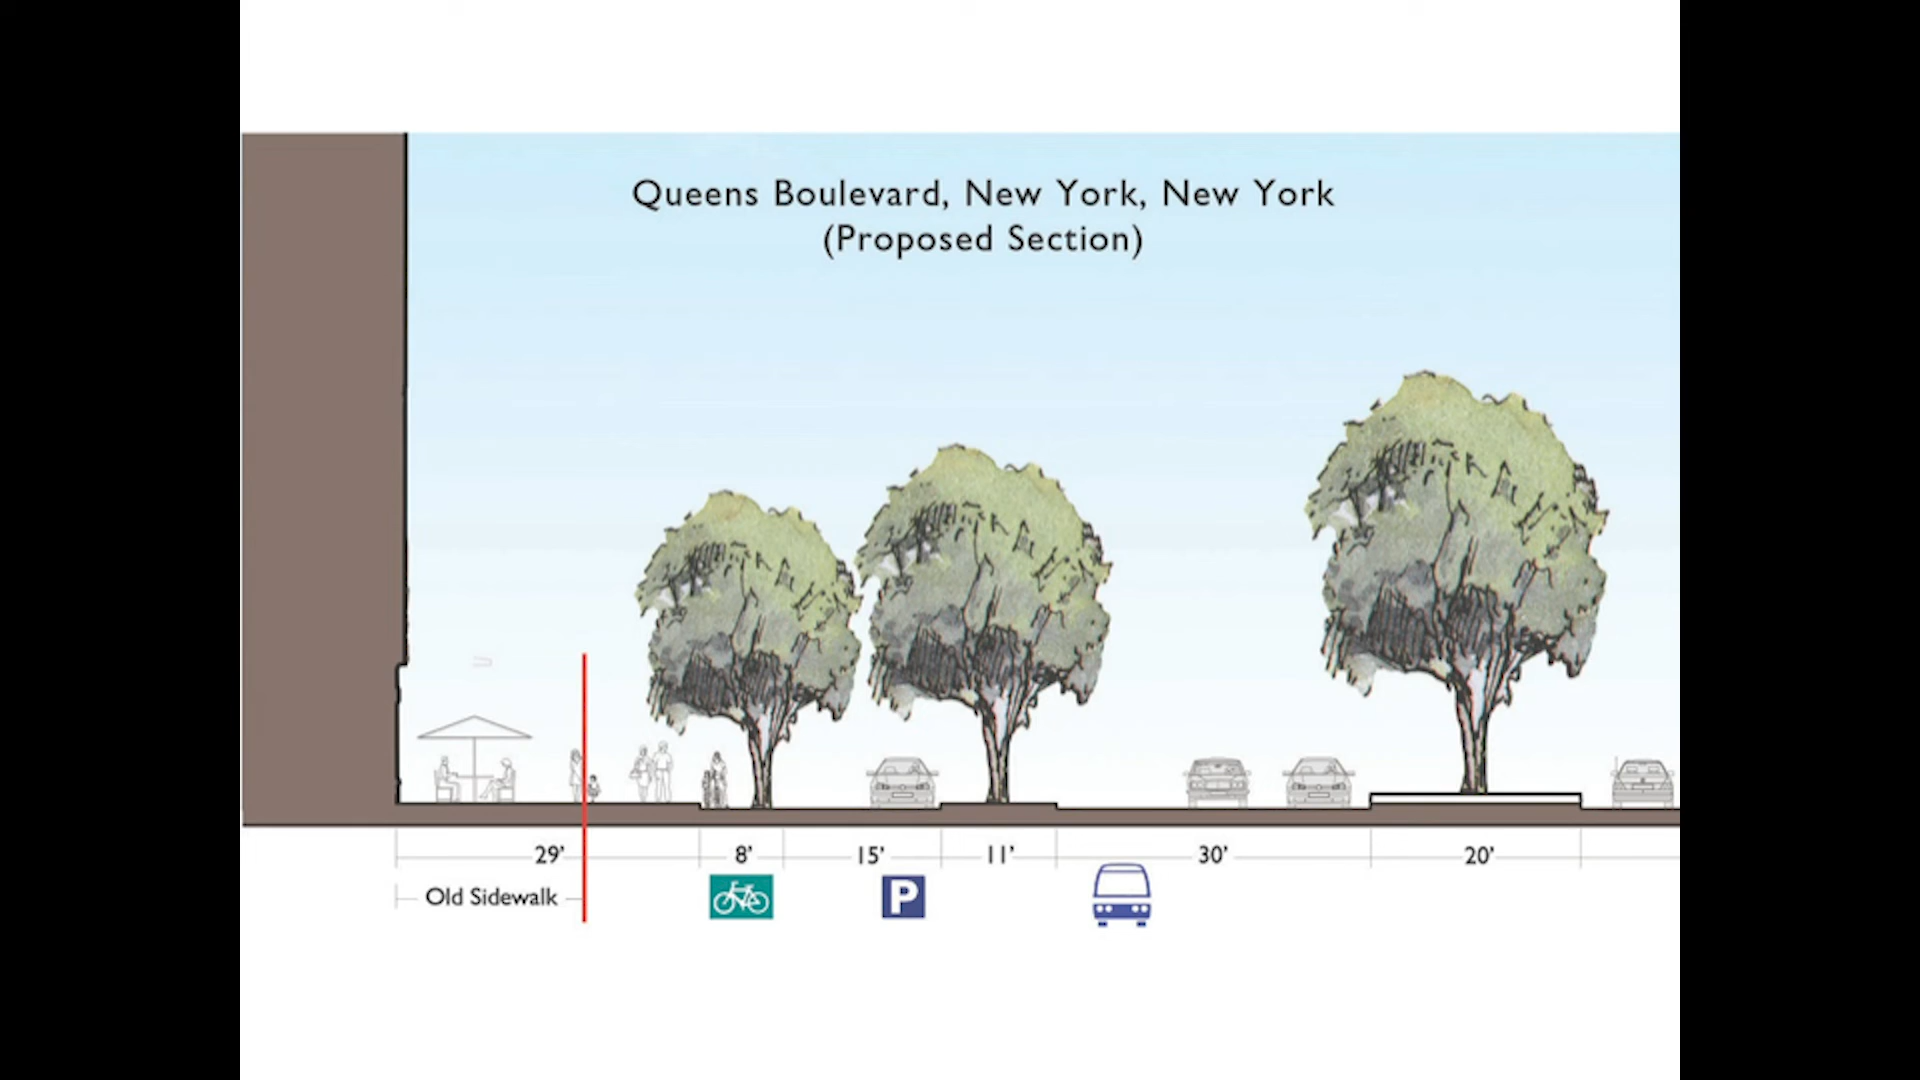 Queens Boulevard, New York, New York
(Proposed Section)
29' 8' 15' 11' 30' 20'
Old Sidewalk P